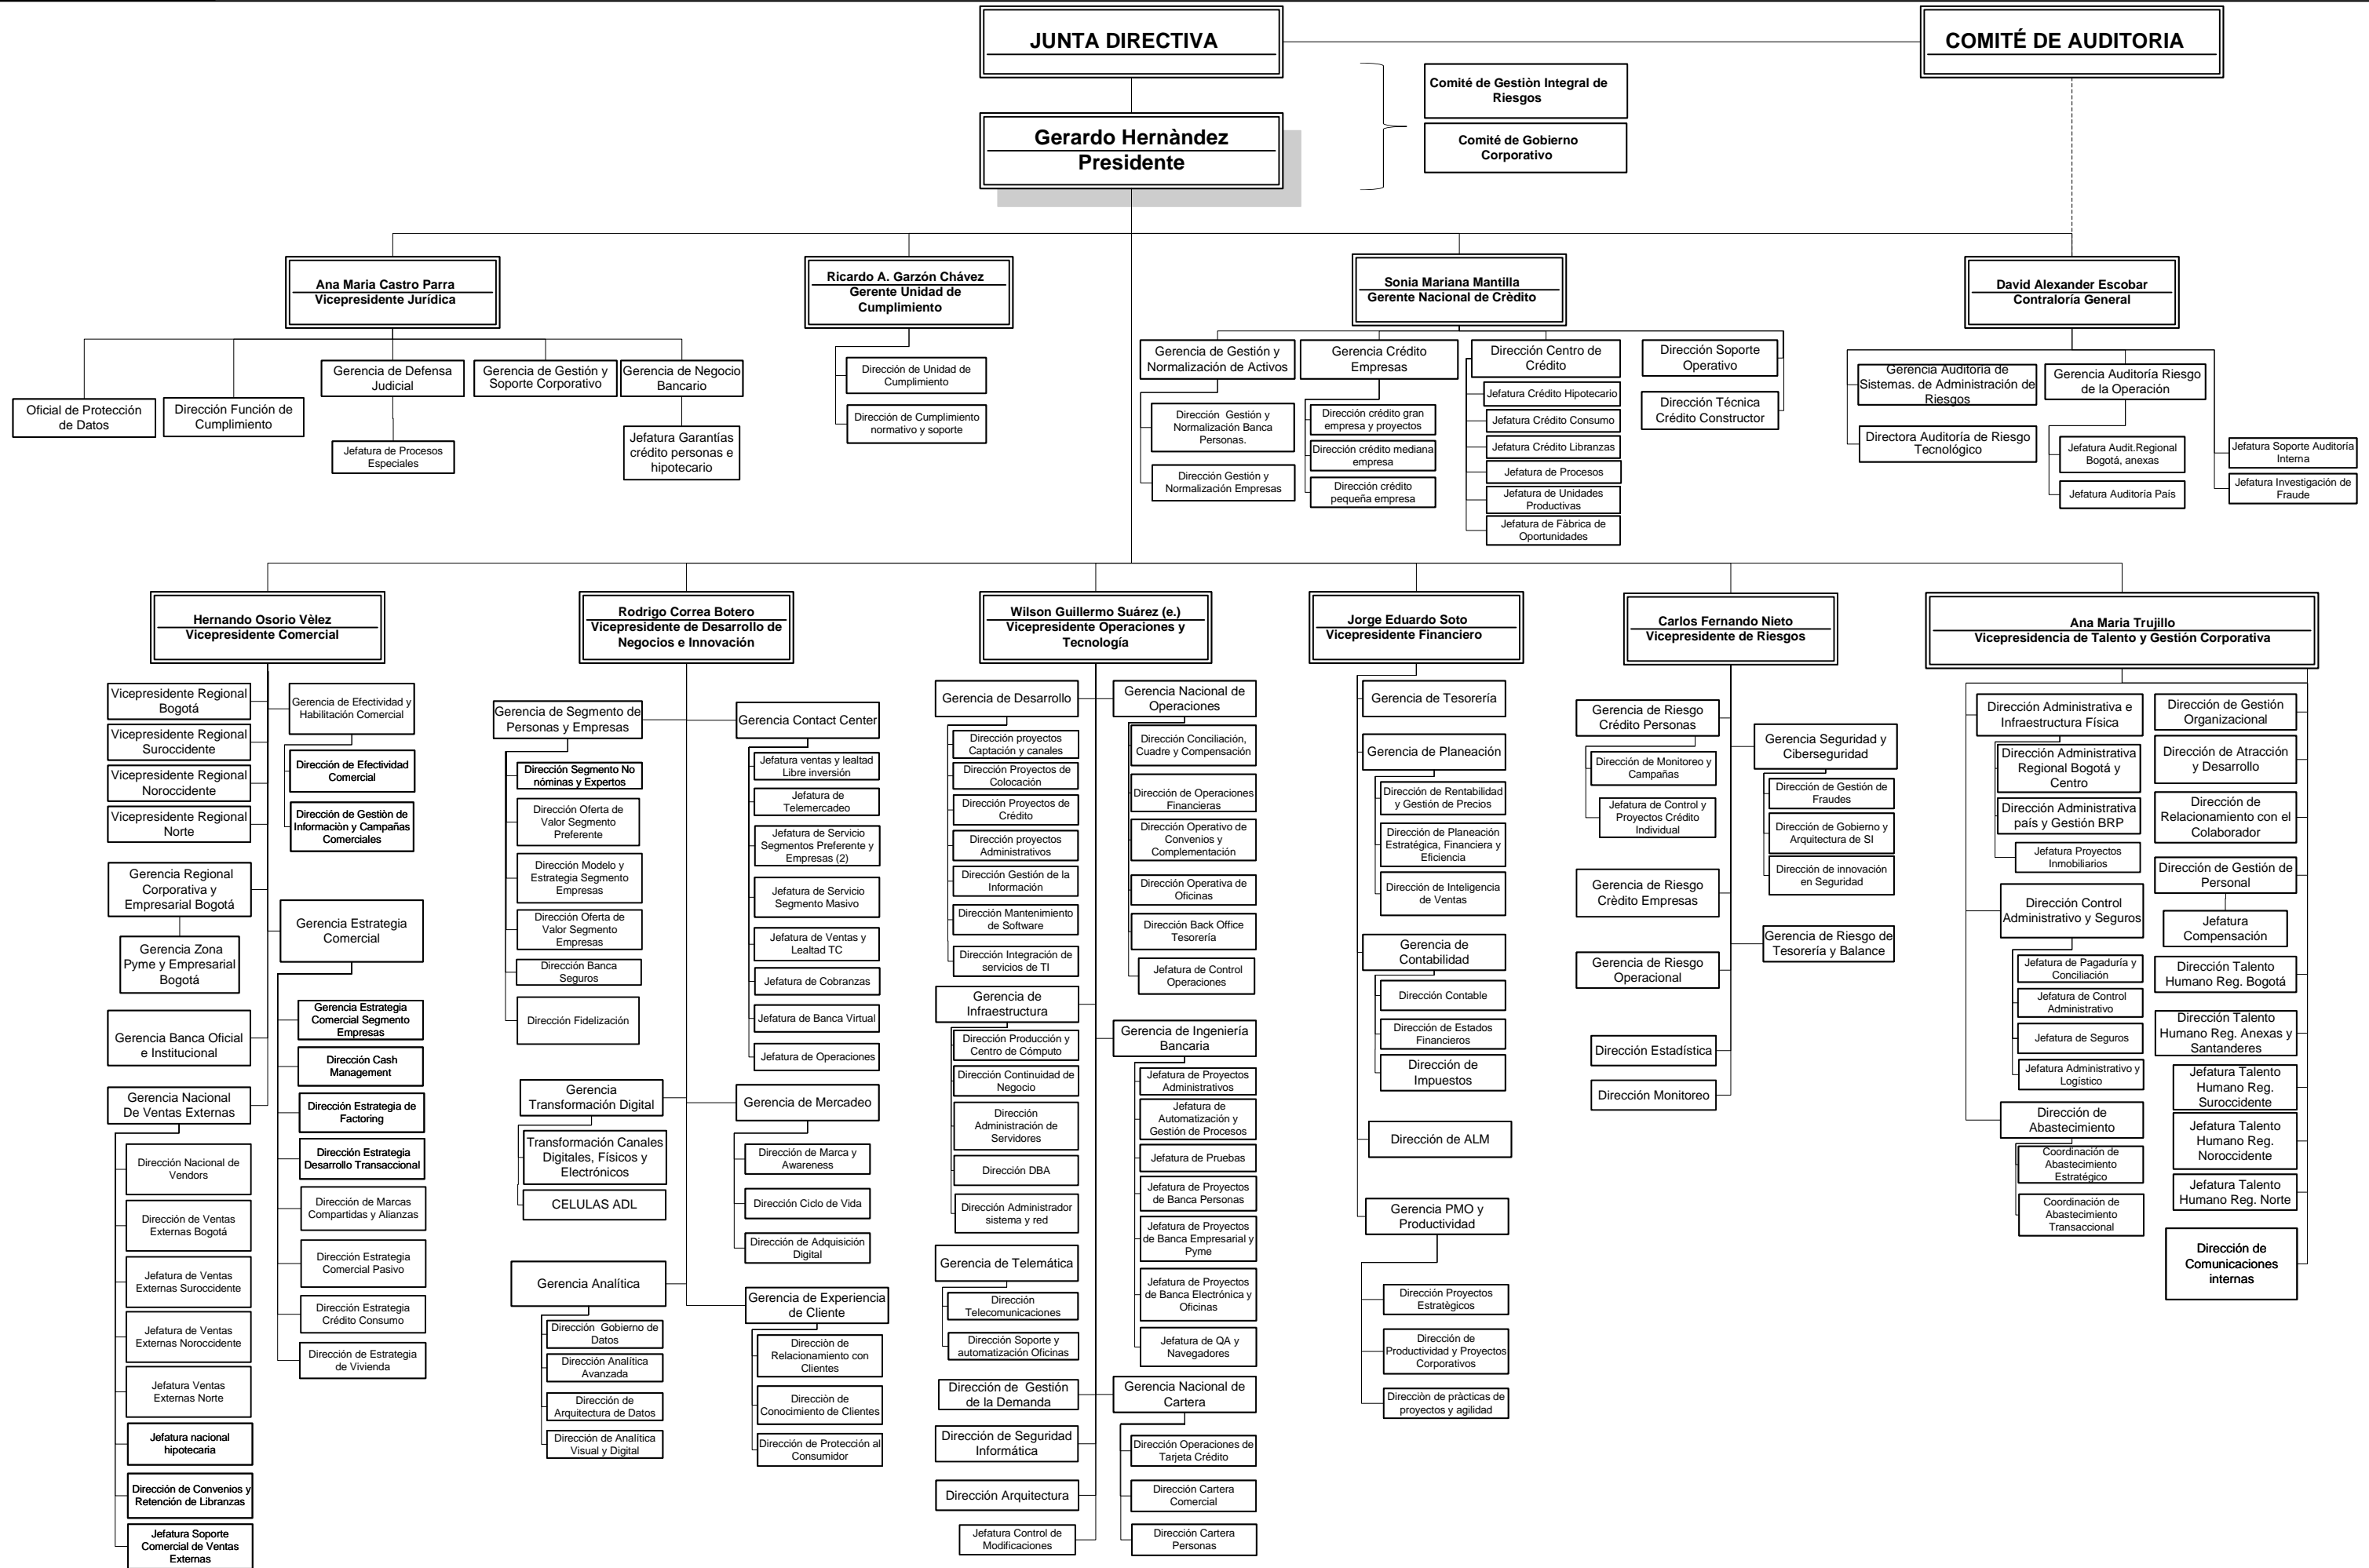 JUNTA DIRECTIVA
COMITÉ DE AUDITORIA
Comité de Gestiòn Integral de
Riesgos
Comité de Gobierno
Corporativo
Gerardo Hernàndez
Presidente
Ana Maria Castro Parra
Vicepresidente Jurídica
Oficial de Protección
de Datos
Dirección Función de
Cumplimiento
Gerencia de Defensa
Judicial
Jefatura de Procesos
Especiales
Gerencia de Gestión y
Soporte Corporativo
Gerencia de Negocio
Bancario
Jefatura Garantías
crédito personas e
hipotecario
Ricardo A. Garzón Chávez
Gerente Unidad de
Cumplimiento
Dirección de Unidad de
Cumplimiento
Dirección de Cumplimiento
normativo y soporte
Sonia Mariana Mantilla
Gerente Nacional de Crèdito
Gerencia de Gestión y
Normalización de Activos
Dirección Gestión y
Normalización Banca
Personas.
Dirección Gestión y
Normalización Empresas
Gerencia Crédito
Empresas
Dirección crédito gran
empresa y proyectos
Dirección crédito mediana
empresa
Dirección crédito
pequeña empresa
Dirección Centro de
Crédito
Jefatura Crédito Hipotecario
Jefatura Crédito Consumo
Jefatura Crédito Libranzas
Jefatura de Procesos
Jefatura de Unidades
Productivas
Jefatura de Fàbrica de
Oportunidades
Dirección Soporte
Operativo
Dirección Técnica
Crédito Constructor
David Alexander Escobar
Contraloría General
Gerencia Auditoría de
Sistemas. de Administración de
Riesgos
Directora Auditoría de Riesgo
Tecnológico
Gerencia Auditoría Riesgo
de la Operación
Jefatura Audit.Regional
Bogotá, anexas
Jefatura Auditoría País
Jefatura Soporte Auditoría
Interna
Jefatura Investigación de
Fraude
Hernando Osorio Vèlez
Vicepresidente Comercial
Vicepresidente Regional
Bogotá
Vicepresidente Regional
Suroccidente
Vicepresidente Regional
Noroccidente
Vicepresidente Regional
Norte
Gerencia Regional
Corporativa y
Empresarial Bogotá
Gerencia Zona
Pyme y Empresarial
Bogotá
Gerencia Banca Oficial
e Institucional
Gerencia Nacional
De Ventas Externas
Dirección Nacional de
Vendors
Dirección de Ventas
Externas Bogotá
Jefatura de Ventas
Externas Suroccidente
Jefatura de Ventas
Externas Noroccidente
Jefatura Ventas
Externas Norte
Jefatura nacional
hipotecaria
Dirección de Convenios y
Retención de Libranzas
Jefatura Soporte
Comercial de Ventas
Externas
Gerencia de Efectividad y
Habilitación Comercial
Dirección de Efectividad
Comercial
Dirección de Gestiòn de
Informaciòn y Campañas
Comerciales
Gerencia Estrategia
Comercial
Gerencia Estrategia
Comercial Segmento
Empresas
Dirección Cash
Management
Dirección Estrategia de
Factoring
Dirección Estrategia
Desarrollo Transaccional
Dirección de Marcas
Compartidas y Alianzas
Dirección Estrategia
Comercial Pasivo
Dirección Estrategia
Crédito Consumo
Dirección de Estrategia
de Vivienda
Rodrigo Correa Botero
Vicepresidente de Desarrollo de
Negocios e Innovación
Gerencia de Segmento de
Personas y Empresas
Dirección Segmento No
nóminas y Expertos
Dirección Oferta de
Valor Segmento
Preferente
Dirección Modelo y
Estrategia Segmento
Empresas
Dirección Oferta de
Valor Segmento
Empresas
Dirección Banca
Seguros
Dirección Fidelización
Gerencia
Transformación Digital
Transformación Canales
Digitales, Físicos y
Electrónicos
CELULAS ADL
Gerencia Analítica
Dirección Gobierno de
Datos
Dirección Analítica
Avanzada
Dirección de
Arquitectura de Datos
Dirección de Analítica
Visual y Digital
Gerencia Contact Center
Jefatura ventas y lealtad
Libre inversión
Jefatura de
Telemercadeo
Jefatura de Servicio
Segmentos Preferente y
Empresas (2)
Jefatura de Servicio
Segmento Masivo
Jefatura de Ventas y
Lealtad TC
Jefatura de Cobranzas
Jefatura de Banca Virtual
Jefatura de Operaciones
Gerencia de Mercadeo
Dirección de Marca y
Awareness
Dirección Ciclo de Vida
Dirección de Adquisición
Digital
Gerencia de Experiencia
de Cliente
Direcciòn de
Relacionamiento con
Clientes
Direcciòn de
Conocimiento de Clientes
Dirección de Protección al
Consumidor
Wilson Guillermo Suárez (e.)
Vicepresidente Operaciones y
Tecnología
Gerencia de Desarrollo
Dirección proyectos
Captación y canales
Dirección Proyectos de
Colocación
Dirección Proyectos de
Crédito
Dirección proyectos
Administrativos
Dirección Gestión de la
Información
Dirección Mantenimiento
de Software
Dirección Integración de
servicios de TI
Gerencia de
Infraestructura
Dirección Producción y
Centro de Cómputo
Dirección Continuidad de
Negocio
Dirección
Administración de
Servidores
Dirección DBA
Dirección Administrador
sistema y red
Gerencia de Telemática
Dirección
Telecomunicaciones
Dirección Soporte y
automatización Oficinas
Dirección de Gestión
de la Demanda
Dirección de Seguridad
Informática
Dirección Arquitectura
Jefatura Control de
Modificaciones
Gerencia Nacional de
Operaciones
Dirección Conciliación,
Cuadre y Compensación
Dirección de Operaciones
Financieras
Dirección Operativo de
Convenios y
Complementación
Dirección Operativa de
Oficinas
Dirección Back Office
Tesorería
Jefatura de Control
Operaciones
Gerencia de Ingeniería
Bancaria
Jefatura de Proyectos
Administrativos
Jefatura de
Automatización y
Gestión de Procesos
Jefatura de Pruebas
Jefatura de Proyectos
de Banca Personas
Jefatura de Proyectos
de Banca Empresarial y
Pyme
Jefatura de Proyectos
de Banca Electrónica y
Oficinas
Jefatura de QA y
Navegadores
Gerencia Nacional de
Cartera
Dirección Operaciones de
Tarjeta Crédito
Dirección Cartera
Comercial
Dirección Cartera
Personas
Jorge Eduardo Soto
Vicepresidente Financiero
Gerencia de Tesorería
Gerencia de Planeación
Dirección de Rentabilidad
y Gestión de Precios
Dirección de Planeación
Estratégica, Financiera y
Eficiencia
Dirección de Inteligencia
de Ventas
Gerencia de
Contabilidad
Dirección Contable
Dirección de Estados
Financieros
Dirección de
Impuestos
Dirección de ALM
Gerencia PMO y
Productividad
Dirección Proyectos
Estratègicos
Dirección de
Productividad y Proyectos
Corporativos
Direcciòn de pràcticas de
proyectos y agilidad
Carlos Fernando Nieto
Vicepresidente de Riesgos
Gerencia de Riesgo
Crédito Personas
Dirección de Monitoreo y
Campañas
Jefatura de Control y
Proyectos Crédito
Individual
Gerencia de Riesgo
Crèdito Empresas
Gerencia de Riesgo
Operacional
Dirección Estadística
Dirección Monitoreo
Gerencia Seguridad y
Ciberseguridad
Dirección de Gestión de
Fraudes
Dirección de Gobierno y
Arquitectura de SI
Dirección de innovación
en Seguridad
Gerencia de Riesgo de
Tesorería y Balance
Ana Maria Trujillo
Vicepresidencia de Talento y Gestión Corporativa
Dirección Administrativa e
Infraestructura Física
Dirección Administrativa
Regional Bogotá y
Centro
Dirección Administrativa
país y Gestión BRP
Jefatura Proyectos
Inmobiliarios
Dirección Control
Administrativo y Seguros
Jefatura de Pagaduría y
Conciliación
Jefatura de Control
Administrativo
Jefatura de Seguros
Jefatura Administrativo y
Logístico
Dirección de
Abastecimiento
Coordinación de
Abastecimiento
Estratégico
Coordinación de
Abastecimiento
Transaccional
Dirección de Gestión
Organizacional
Dirección de Atracción
y Desarrollo
Dirección de
Relacionamiento con el
Colaborador
Dirección de Gestión de
Personal
Jefatura
Compensación
Dirección Talento
Humano Reg. Bogotá
Dirección Talento
Humano Reg. Anexas y
Santanderes
Jefatura Talento
Humano Reg.
Suroccidente
Jefatura Talento
Humano Reg.
Noroccidente
Jefatura Talento
Humano Reg. Norte
Dirección de
Comunicaciones
internas